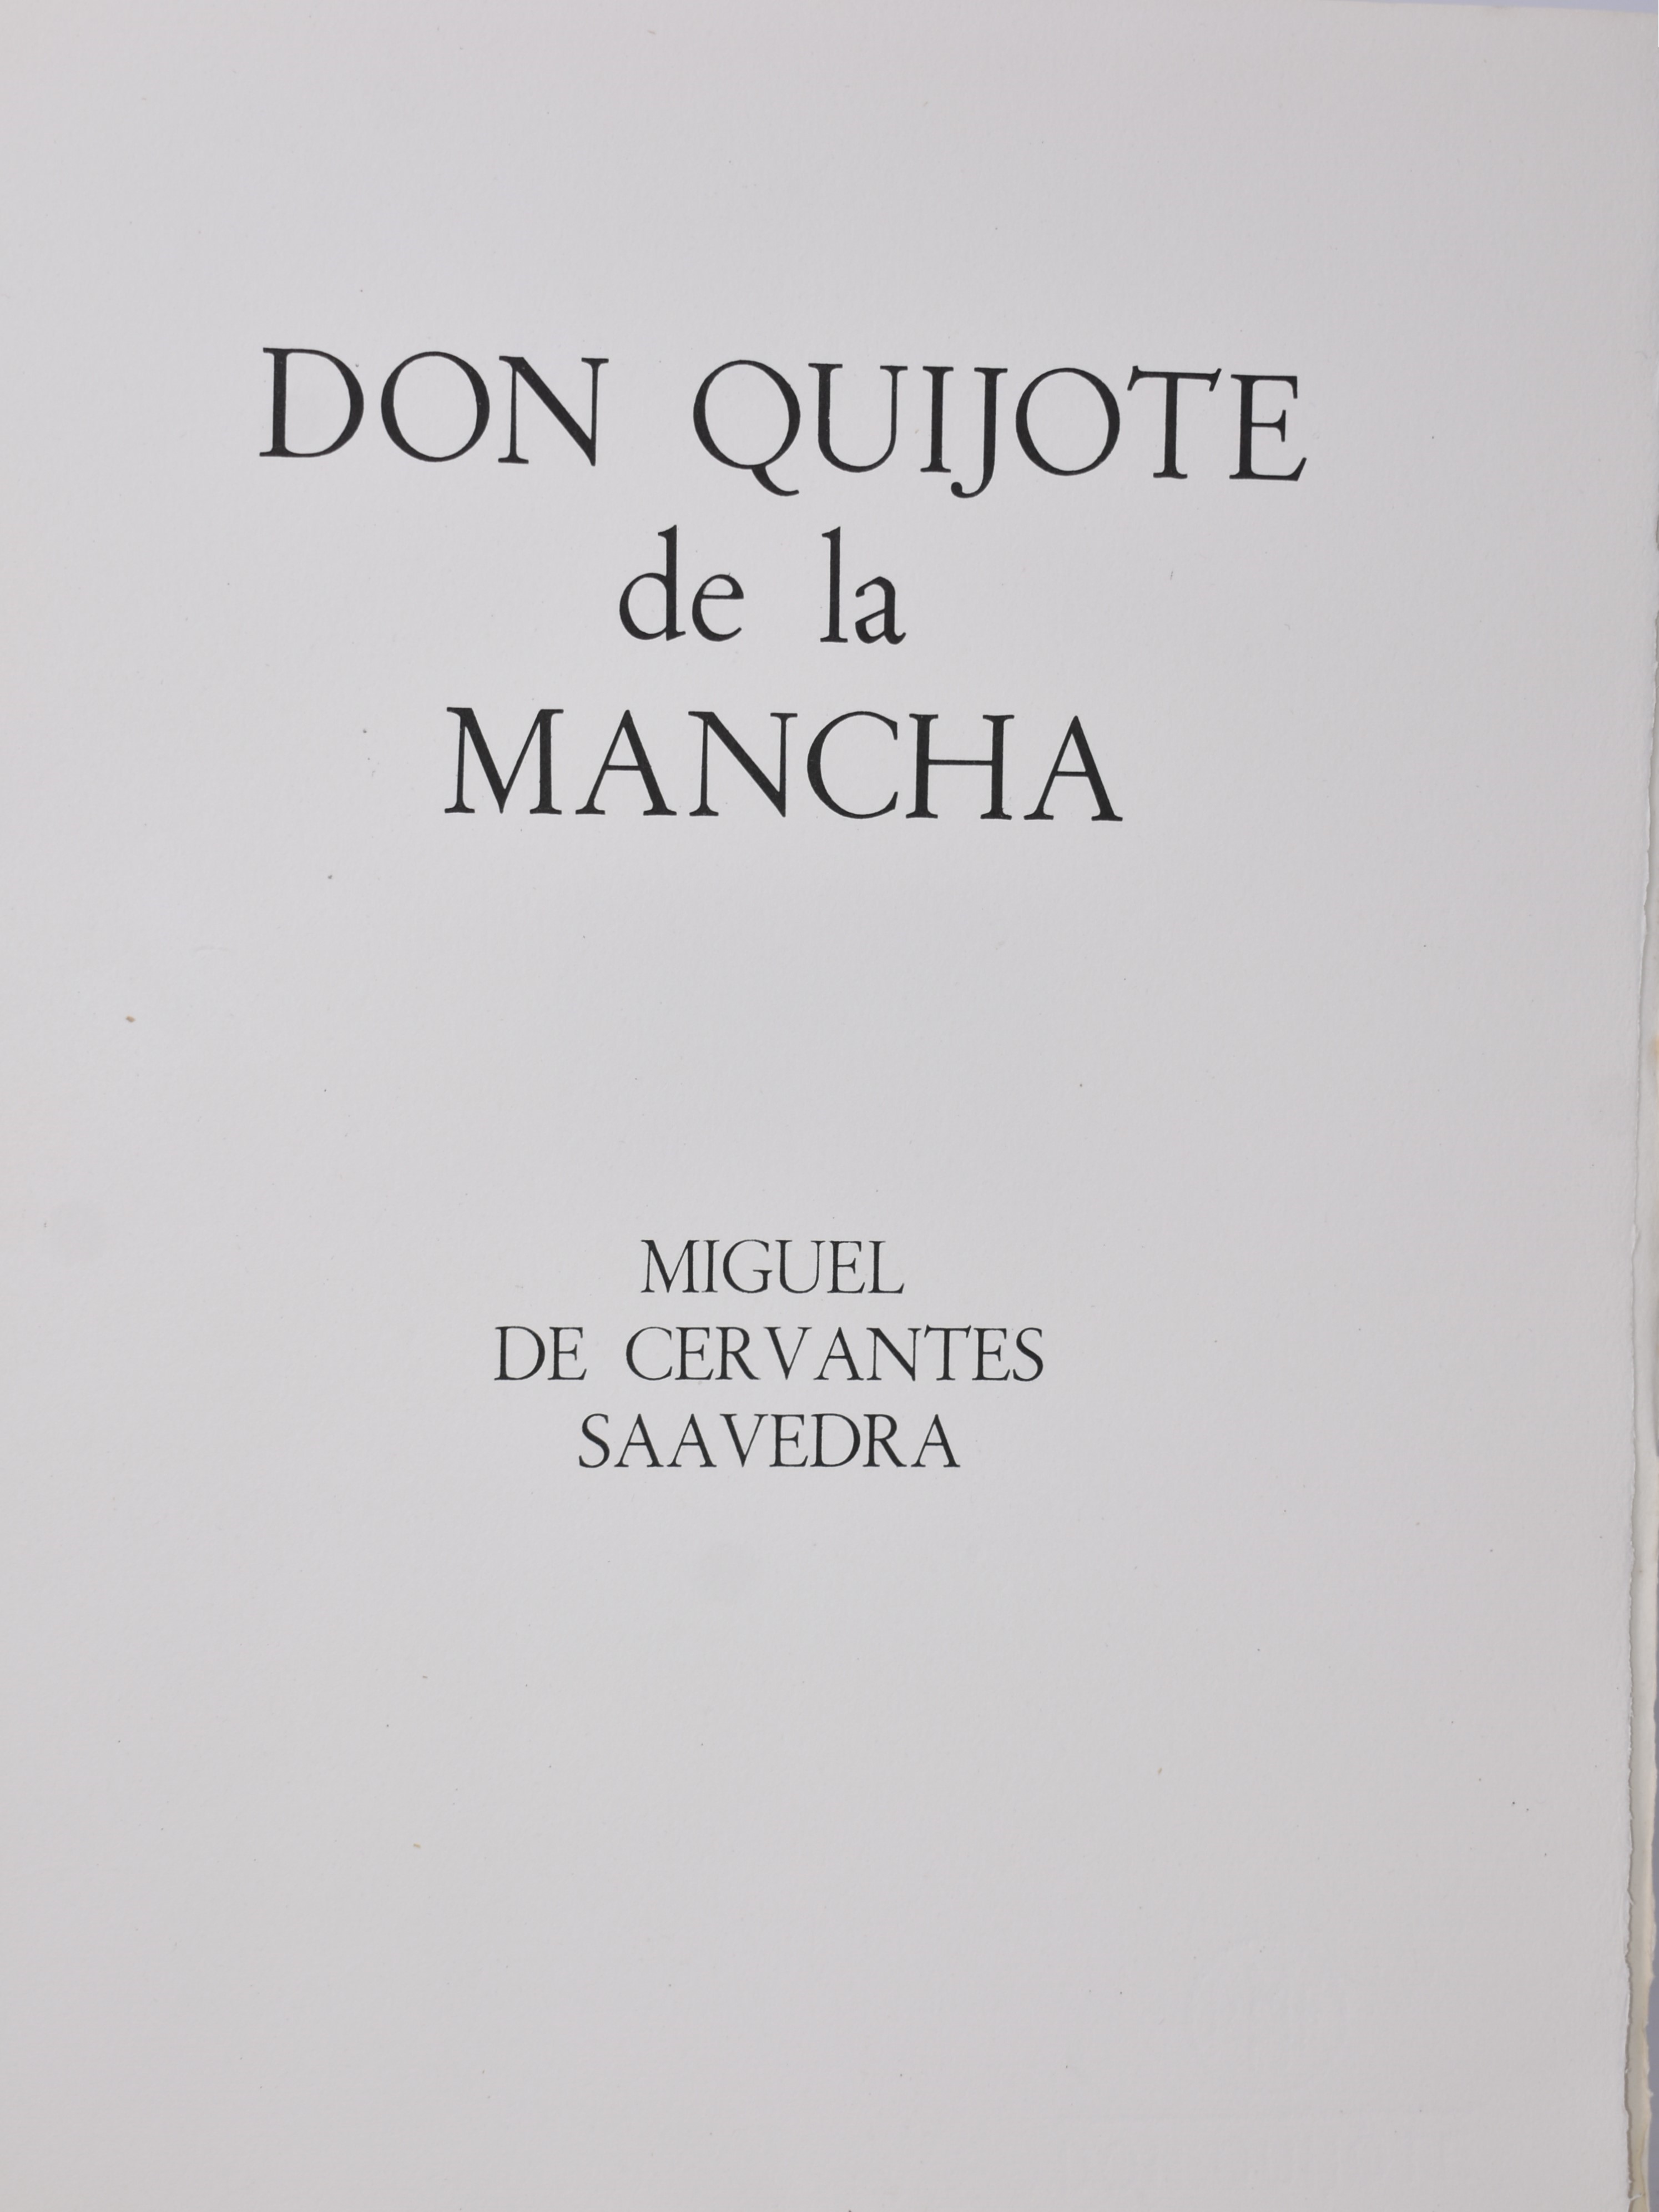 DON QUIJOTE
de la
MANCHA
MIGUEL
DE CERVANTES
SAAVEDRA